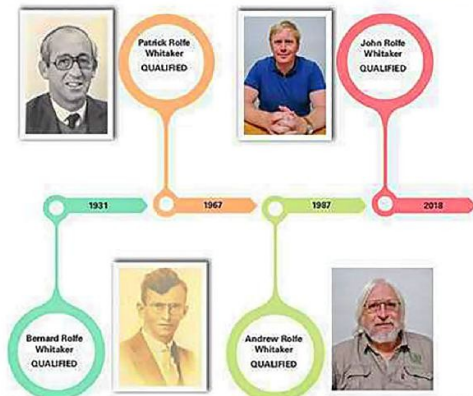 Patrick Rolfe
Whitaker
QUALIFIED
John Rolfe
Whitaker
QUALIFIED
1931
1967
1987
2018
Bernard Rolfe
Whitaker
QUALIFIED
Andrew Rolfe
Whitaker
QUALIFIED